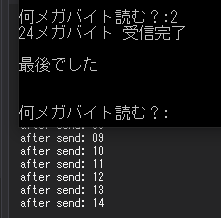 何メガバイト読む？:2
24メガバイト 受信完了
最後でした
何メガバイト読む？:
after send: 09
after send: 10
after send: 11
after send: 12
after send: 13
after send: 14